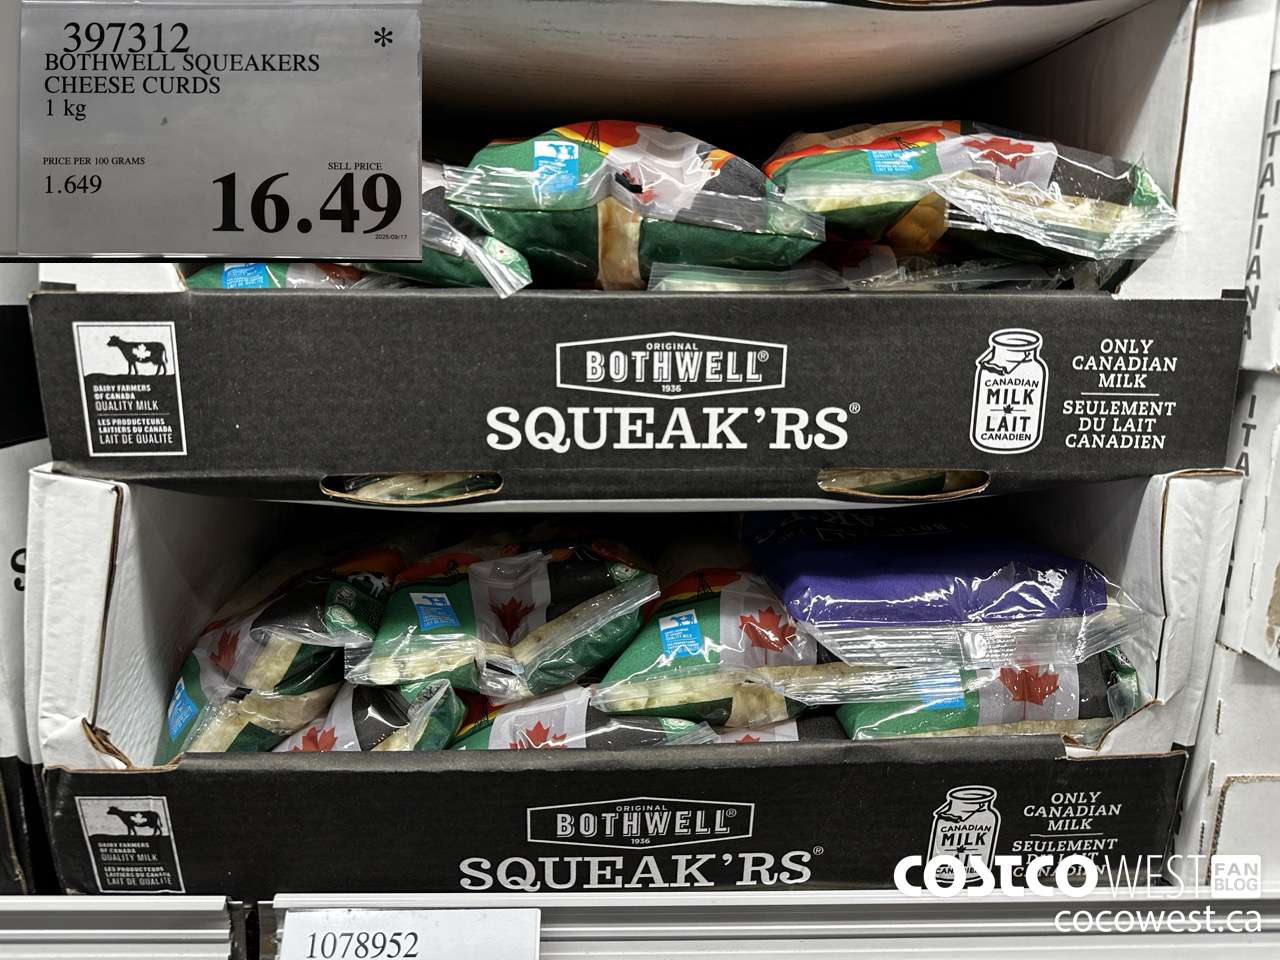 397312 *
BOTHWELL SQUEAKERS
CHEESE CURDS
1 kg
PRICE PER 100 GRAMS
1.649
SELL PRICE
16.49
2025/09/17
ITALIANA
DAIRY FARMERS
OF CANADA
QUALITY MILK
LES PRODUCTEURS
LAITIERS DU CANADA
LAIT DE QUALITÉ
ORIGINAL
BOTHWELL®
1936
SQUEAK'RS®
CANADIAN
MILK
LAIT
CANADIEN
ONLY
CANADIAN
MILK
SEULEMENT
DU LAIT
CANADIEN
DAIRY FARMERS
OF CANADA
QUALITY MILK
LES PRODUCTEURS
LAITIERS DU CANADA
LAIT DE QUALITÉ
ORIGINAL
BOTHWELL®
1936
SQUEAK'RS®
CANADIAN
MILK
ONLY
CANADIAN
MILK
SEULEMENT
COSTCO WEST FAN BLOG
cocowest.ca
1078952